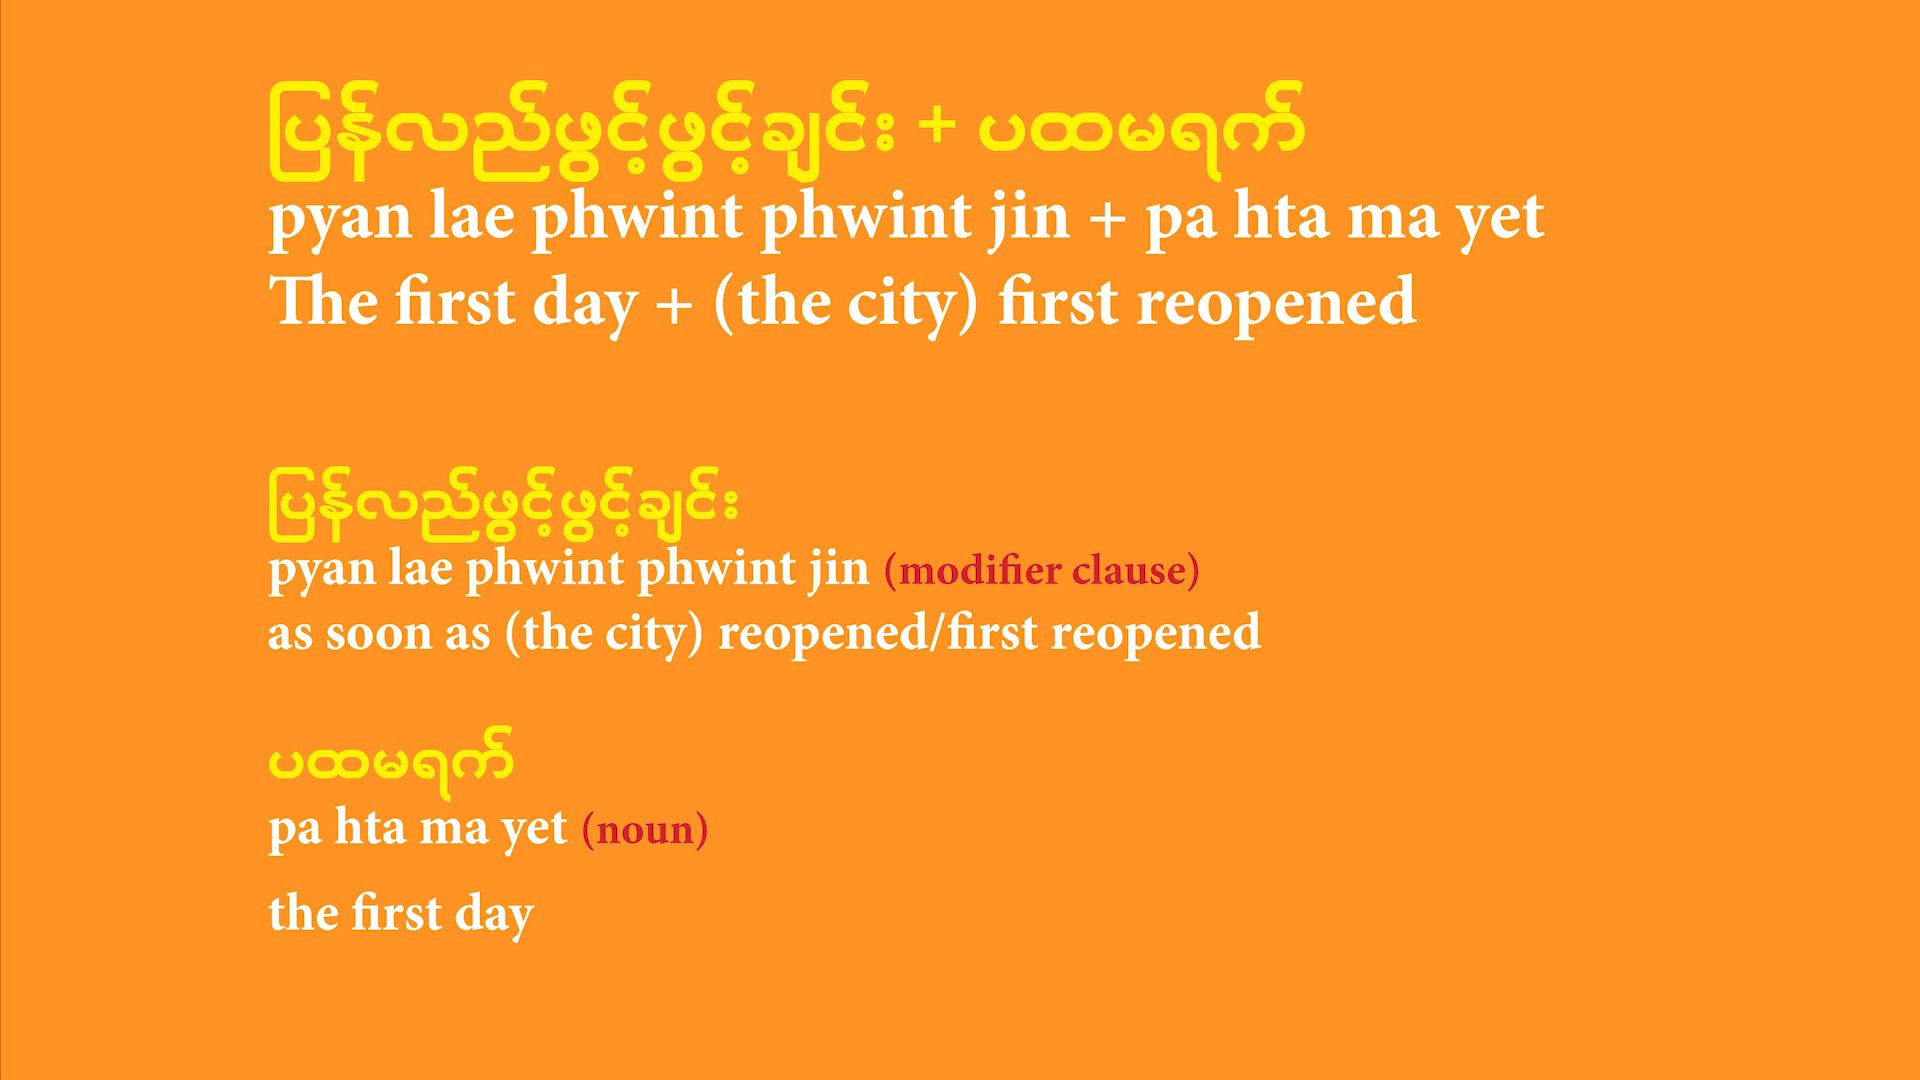 ပြန်လည်ဖွင့်ဖွင့်ချင်း + ပထမရက်
pyan lae phwint phwint jin + pa hta ma yet
The first day + (the city) first reopened
ပြန်လည်ဖွင့်ဖွင့်ချင်း
pyan lae phwint phwint jin (modifier clause)
as soon as (the city) reopened/first reopened
ပထမရက်
pa hta ma yet (noun)
the first day